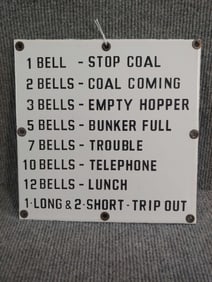 1 BELL - STOP COAL
2 BELLS - COAL COMING
3 BELLS - EMPTY HOPPER
5 BELLS - BUNKER FULL
7 BELLS - TROUBLE
10 BELLS - TELEPHONE
12 BELLS - LUNCH
1-LONG & 2-SHORT - TRIP OUT